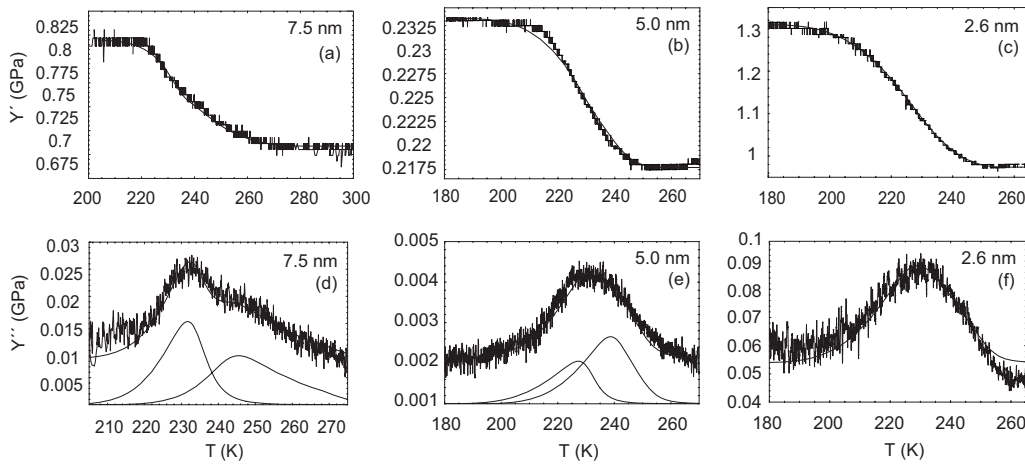 7.5 nm
(a)
0.825
0.8
0.775
0.75
0.725
0.7
0.675
Y´ (GPa)
200 220 240 260 280 300
5.0 nm
(b)
0.2325
0.23
0.2275
0.225
0.2225
0.22
0.2175
180 200 220 240 260
2.6 nm
(c)
1.3
1.2
1.1
1
180 200 220 240 260
7.5 nm
(d)
0.03
0.025
0.02
0.015
0.01
0.005
Y´´ (GPa)
210 220 230 240 250 260 270
T (K)
5.0 nm
(e)
0.005
0.004
0.003
0.002
0.001
180 200 220 240 260
T (K)
2.6 nm
(f)
0.1
0.09
0.08
0.07
0.06
0.05
0.04
180 200 220 240 260
T (K)